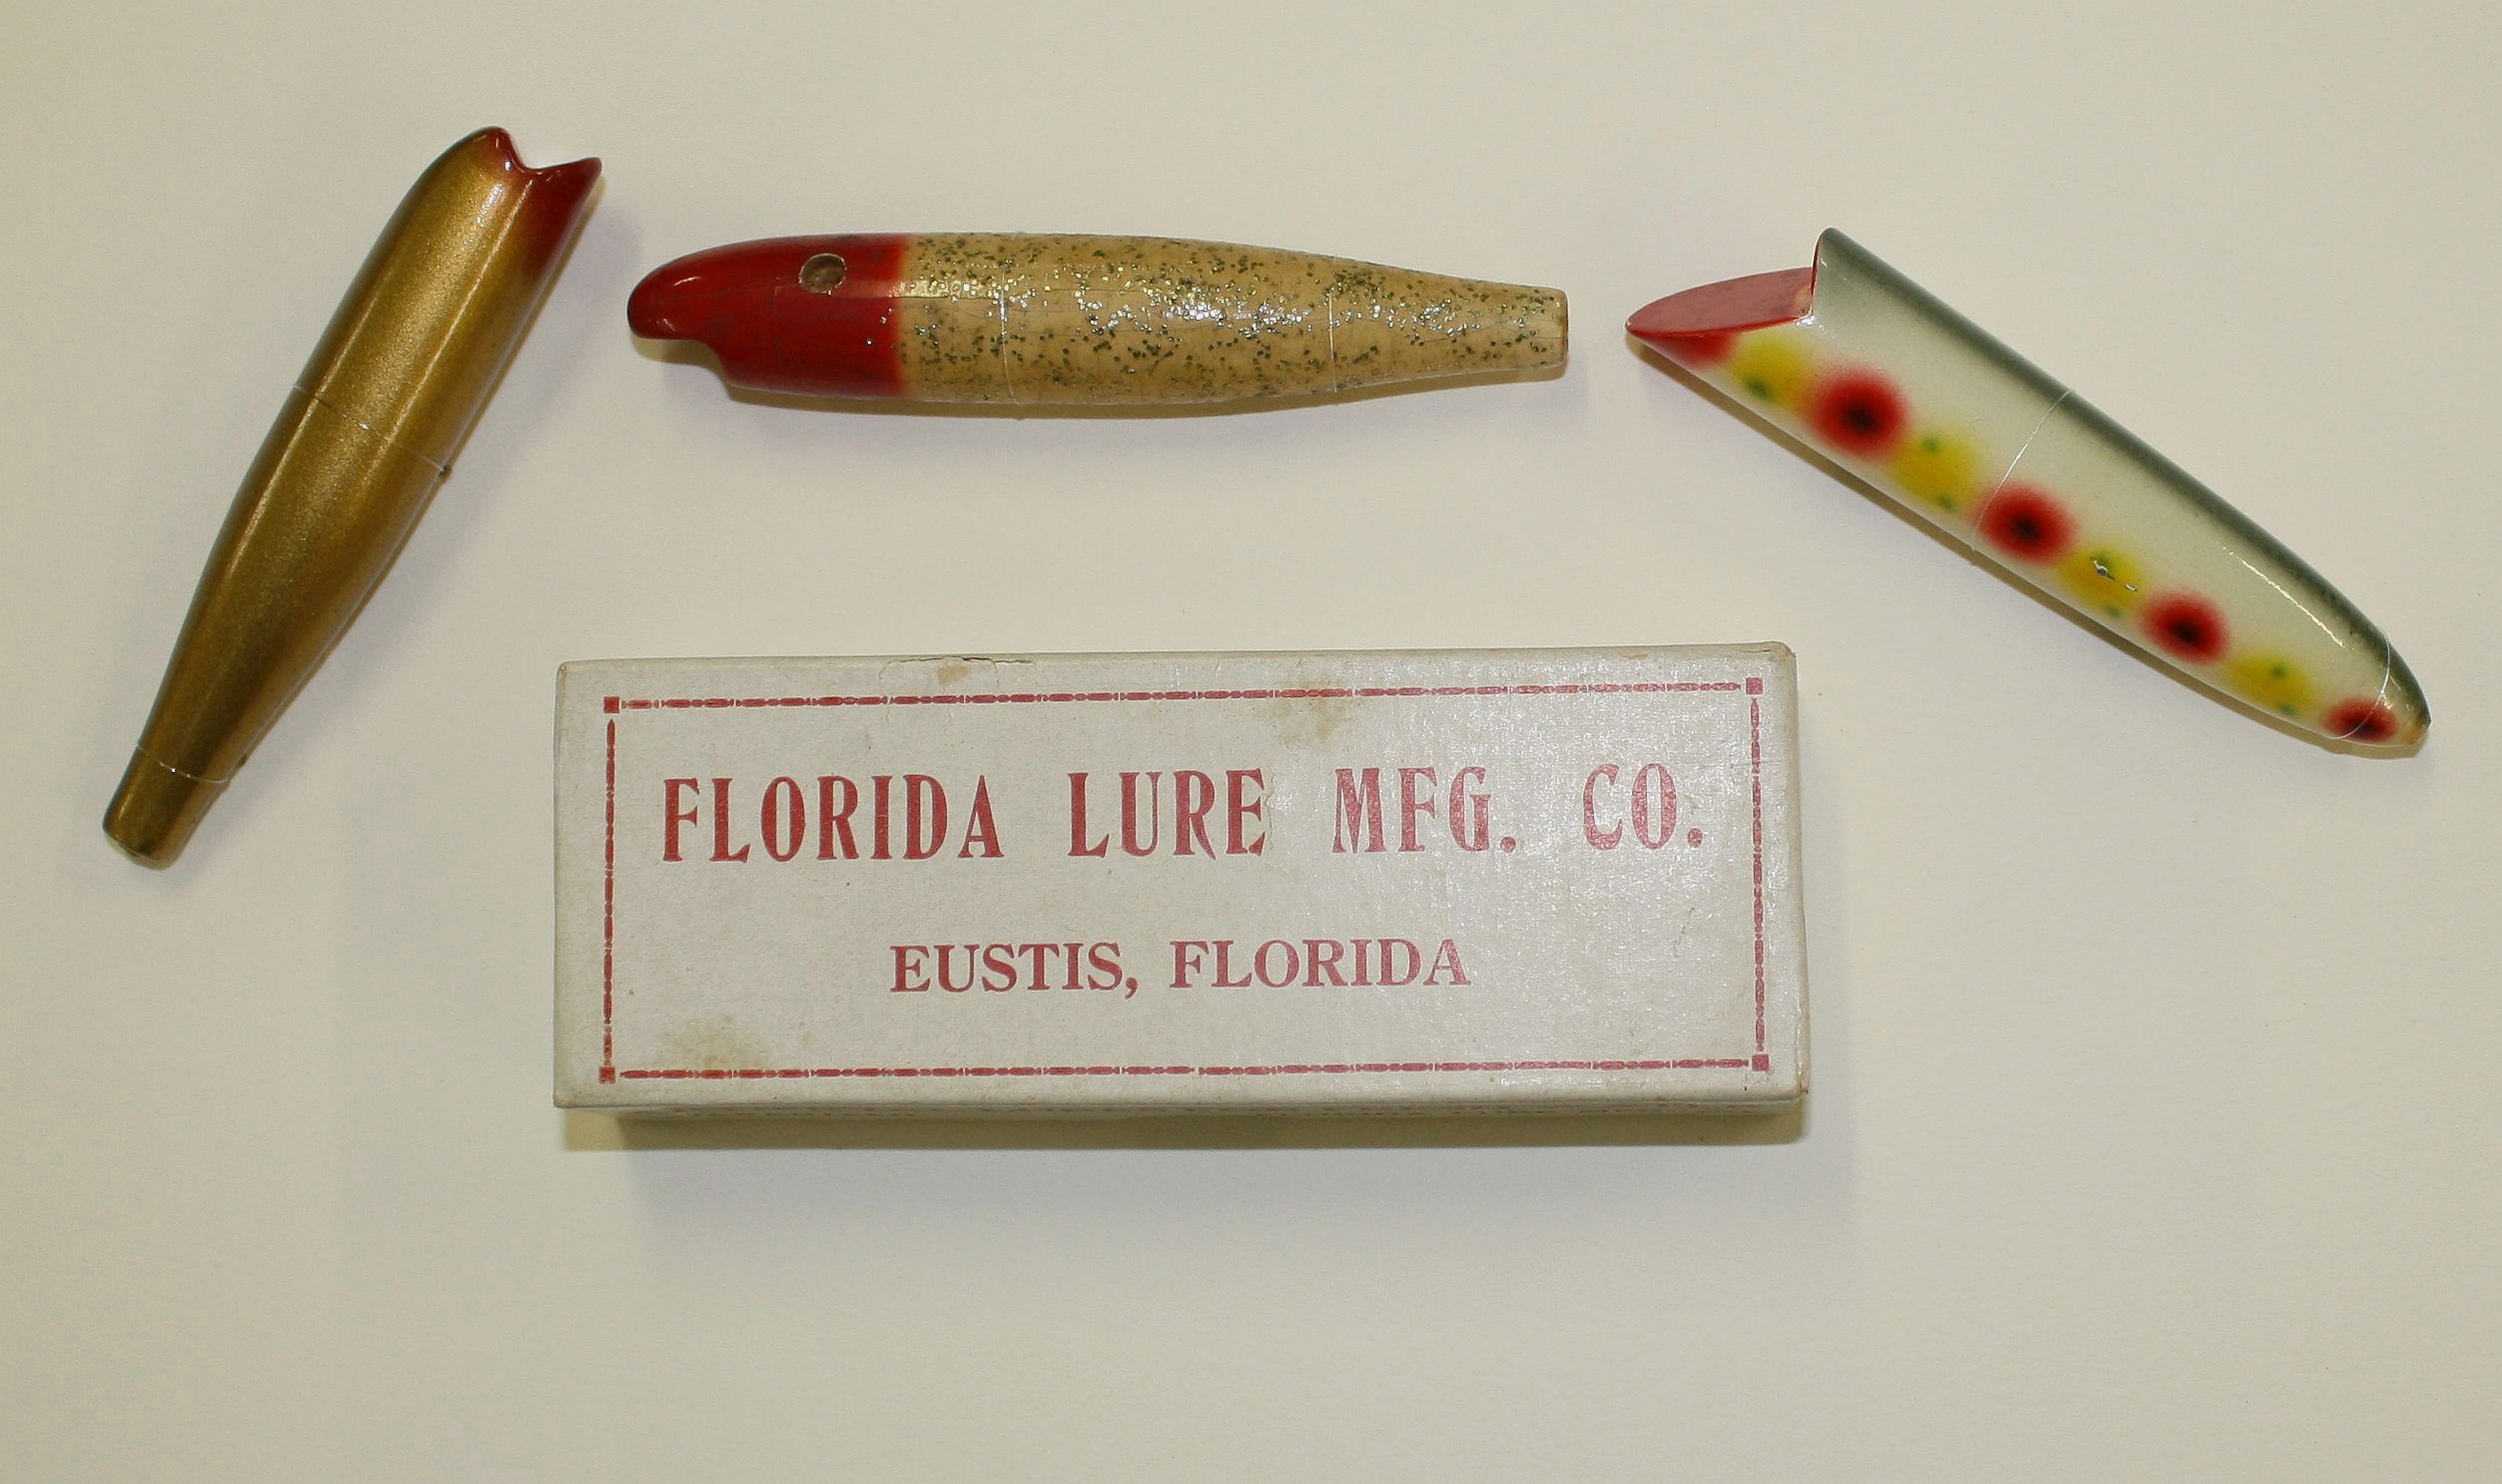 FLORIDA LURE MFG. CO.
EUSTIS, FLORIDA